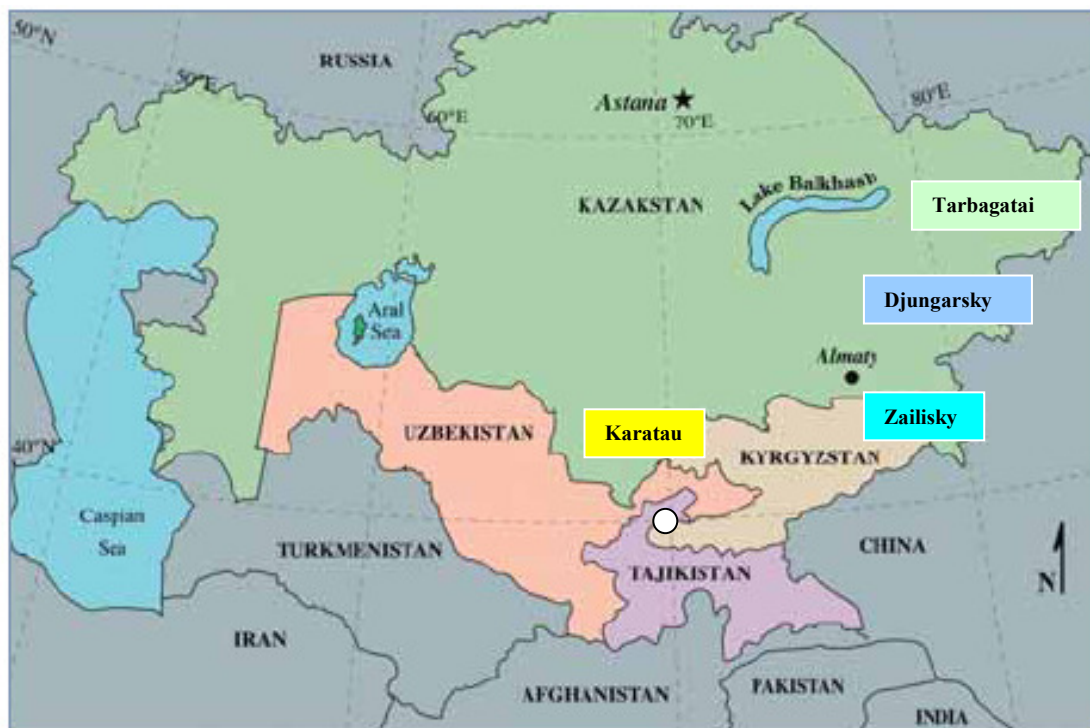 50°N
RUSSIA
50°E
60°E
Astana
70°E
80°E
Lake Balkhash
KAZAKSTAN
Tarbagatai
Djungarsky
Aral
Sea
Almaty
Karatau
Zailisky
UZBEKISTAN
40°N
KYRGYZSTAN
Caspian
Sea
TURKMENISTAN
CHINA
TAJIKISTAN
N
IRAN
AFGHANISTAN
PAKISTAN
INDIA